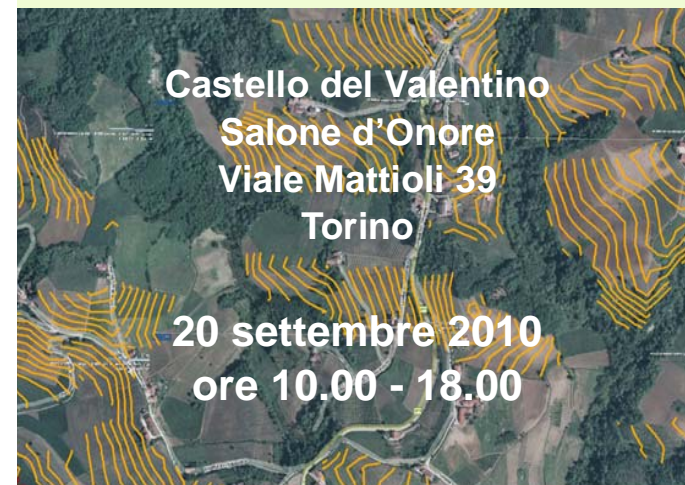 Castello del Valentino
Salone d’Onore
Viale Mattioli 39
Torino
20 settembre 2010
ore 10.00 - 18.00